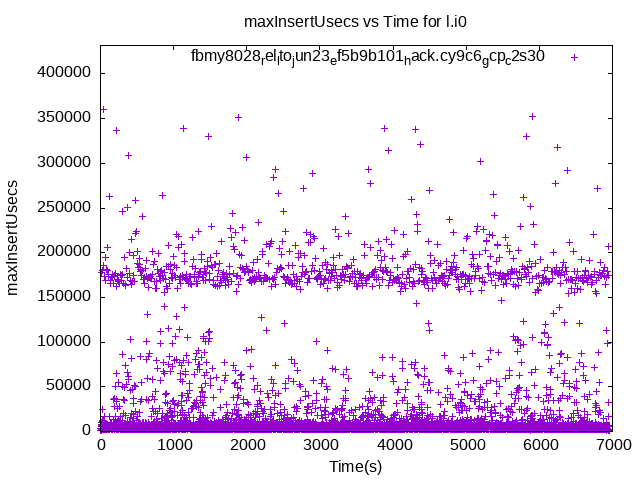 maxInsertUsecs vs Time for l.i0
fbmy8028relltojun23ef5b9b101hack.cy9c6gcpc2s30
400000
350000
300000
250000
200000
150000
100000
50000
0
maxInsertUsecs
0 1000 2000 3000 4000 5000 6000 7000
Time(s)